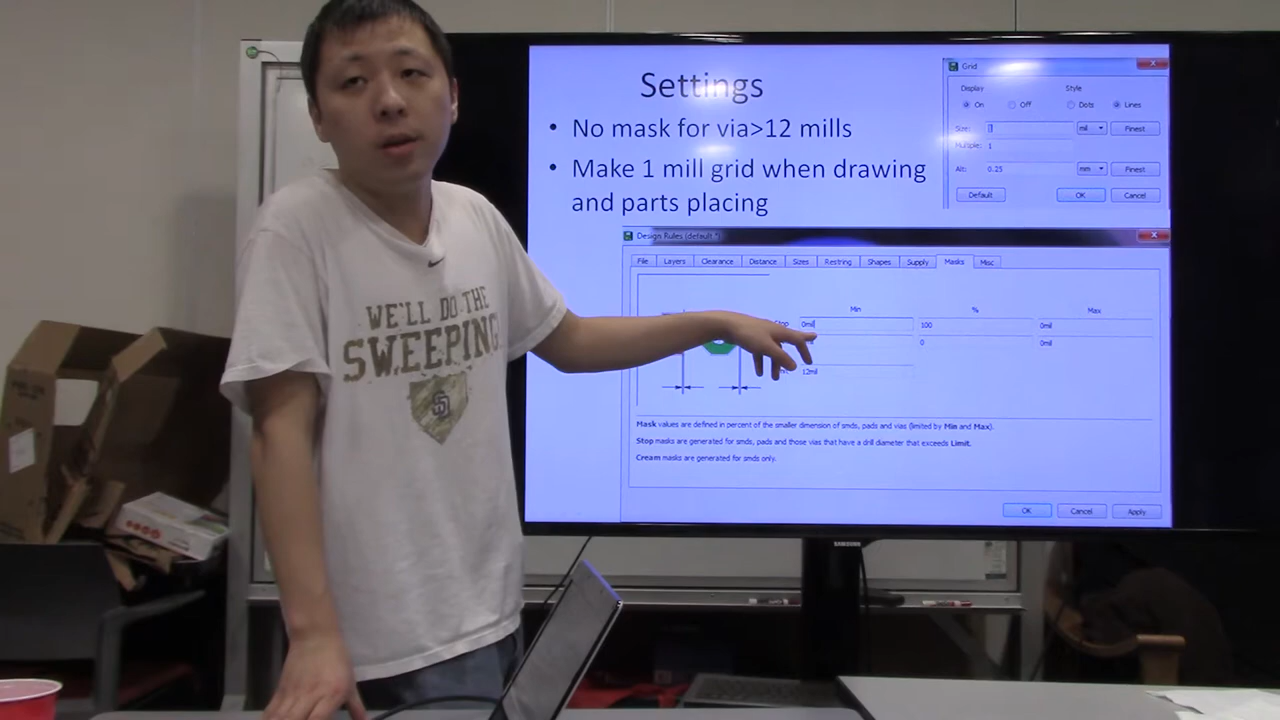 Settings
• No mask for via>12 mills
• Make 1 mill grid when drawing
and parts placing
Grid
Display
Style
On
Off
Dots
Lines
Size:
mil
Finest
Multiple: 1
Alt: 0.25
mm
Finest
Default
OK
Cancel
Design Rules (default *)
File Layers Clearance Distance Sizes Restring Shapes Supply Masks Misc
Min % Max
0mil 100 0mil
0 0mil
12mil
Mask values are defined in percent of the smaller dimension of smds, pads and vias (limited by Min and Max).
Stop masks are generated for smds, pads and those vias that have a drill diameter that exceeds Limit.
Cream masks are generated for smds only.
OK Cancel Apply
SAMSUNG
WE'LL DO THE
SWEEPING
SD